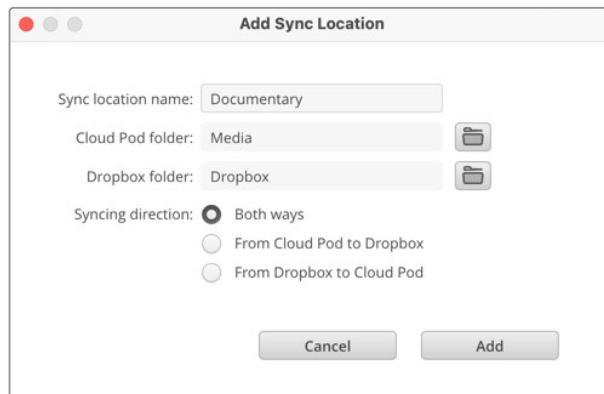 Add Sync Location
Sync location name: Documentary
Cloud Pod folder: Media
Dropbox folder: Dropbox
Syncing direction: Both ways
From Cloud Pod to Dropbox
From Dropbox to Cloud Pod
Cancel Add